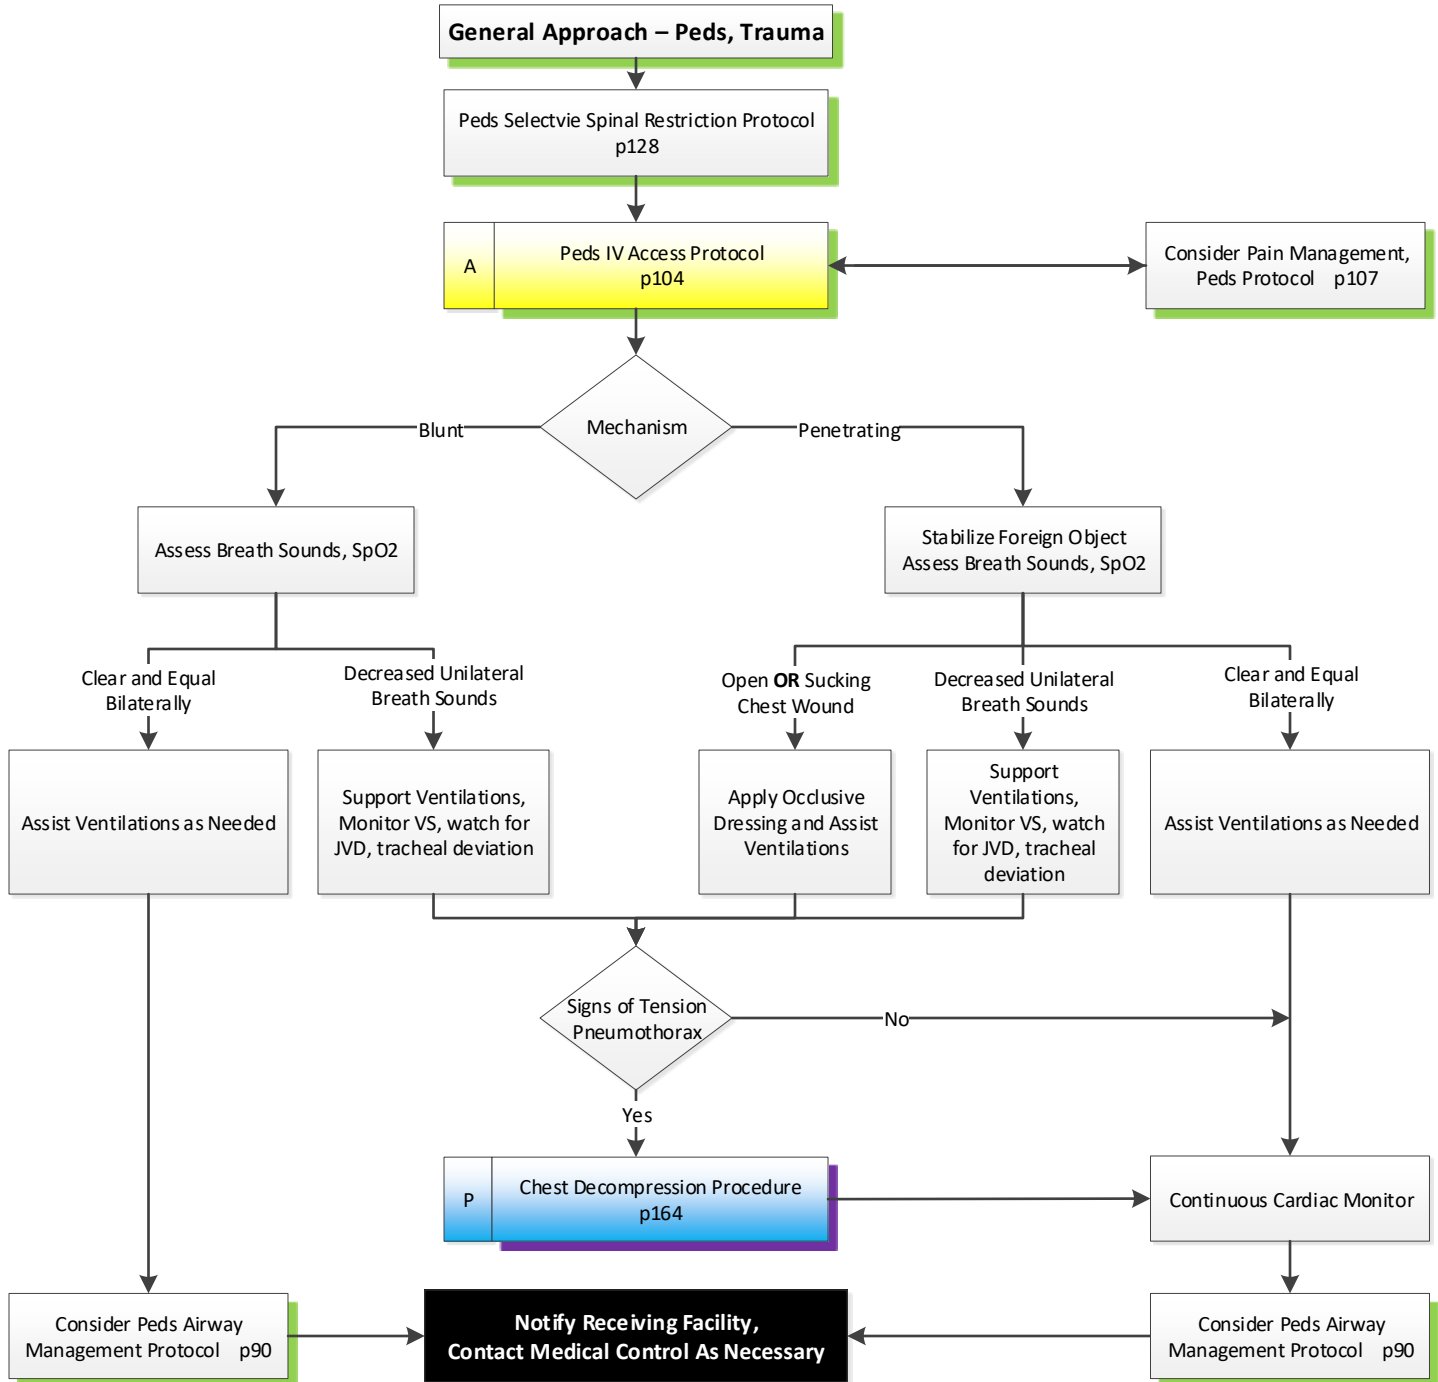 General Approach – Peds, Trauma
Peds Selectvie Spinal Restriction Protocol
p128
A
Peds IV Access Protocol
p104
Consider Pain Management,
Peds Protocol p107
Mechanism
Blunt
Penetrating
Assess Breath Sounds, SpO2
Stabilize Foreign Object
Assess Breath Sounds, SpO2
Clear and Equal
Bilaterally
Decreased Unilateral
Breath Sounds
Open OR Sucking
Chest Wound
Decreased Unilateral
Breath Sounds
Clear and Equal
Bilaterally
Assist Ventilations as Needed
Support Ventilations,
Monitor VS, watch for
JVD, tracheal deviation
Apply Occlusive
Dressing and Assist
Ventilations
Support
Ventilations,
Monitor VS, watch
for JVD, tracheal
deviation
Assist Ventilations as Needed
Signs of Tension
Pneumothorax
No
Yes
P
Chest Decompression Procedure
p164
Continuous Cardiac Monitor
Consider Peds Airway
Management Protocol p90
Notify Receiving Facility,
Contact Medical Control As Necessary
Consider Peds Airway
Management Protocol p90